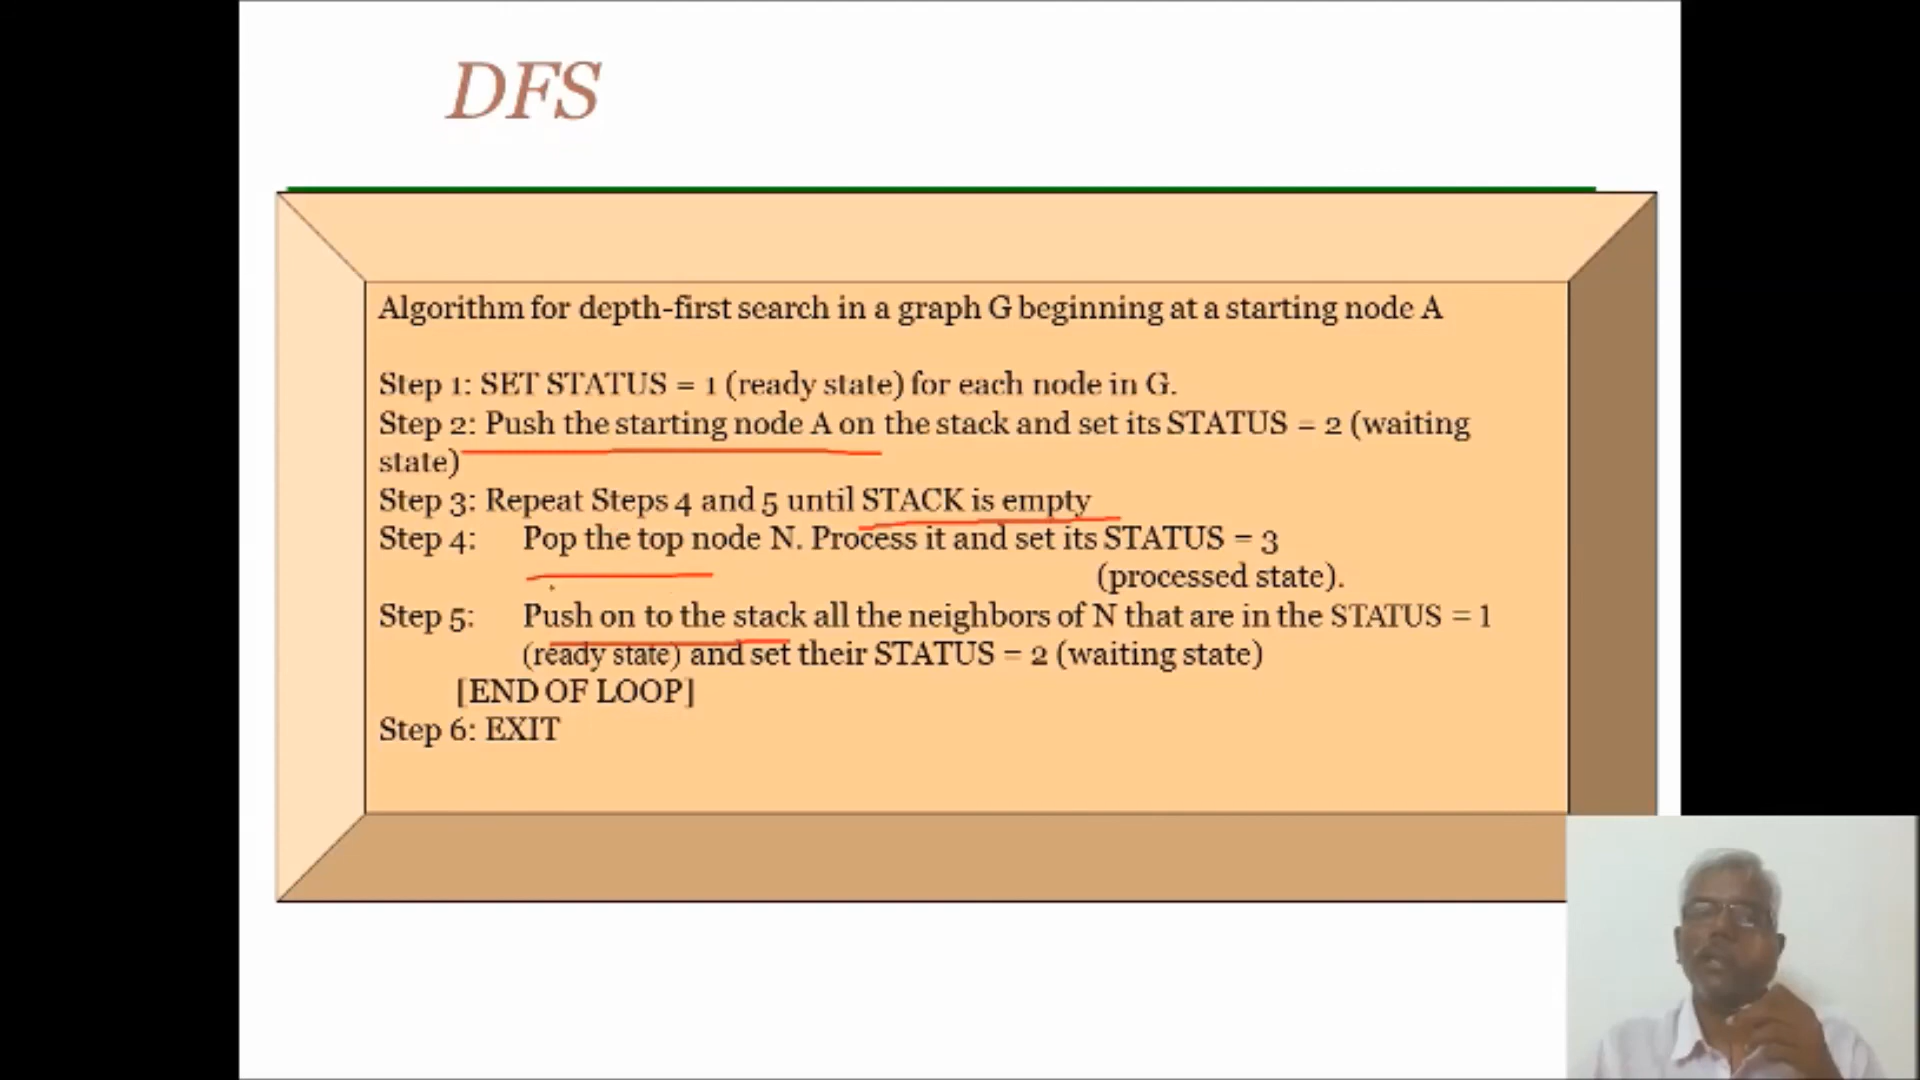 DFS
Algorithm for depth-first search in a graph G beginning at a starting node A
Step 1: SET STATUS = 1 (ready state) for each node in G.
Step 2: Push the starting node A on the stack and set its STATUS = 2 (waiting
state)
Step 3: Repeat Steps 4 and 5 until STACK is empty
Step 4: Pop the top node N. Process it and set its STATUS = 3
(processed state).
Step 5: Push on to the stack all the neighbors of N that are in the STATUS = 1
(ready state) and set their STATUS = 2 (waiting state)
[END OF LOOP]
Step 6: EXIT